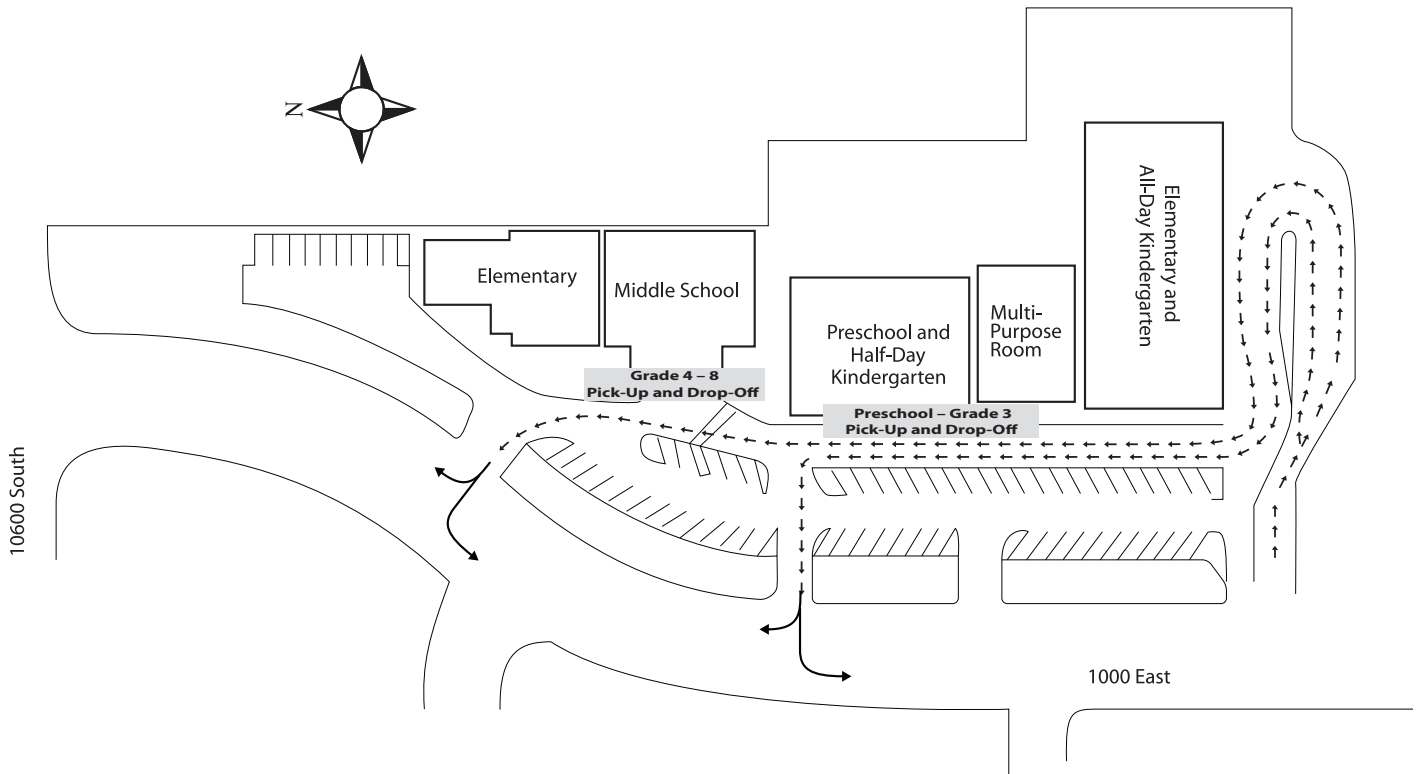 N
Elementary and
All-Day Kindergarten
Elementary
Middle School
Multi-
Purpose
Room
Preschool and
Half-Day
Kindergarten
Grade 4 – 8
Pick-Up and Drop-Off
Preschool – Grade 3
Pick-Up and Drop-Off
10600 South
1000 East